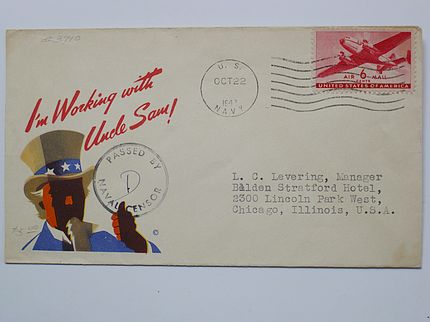 I'm Working with
Uncle Sam!
PASSED BY
D
NAVAL CENSOR
U. S.
OCT 22
NAVY
AIR 6 MAIL
CENTS
UNITED STATES OF AMERICA
L. C. Levering, Manager
Belden Stratford Hotel,
2300 Lincoln Park West,
Chicago, Illinois, U.S.A.
©